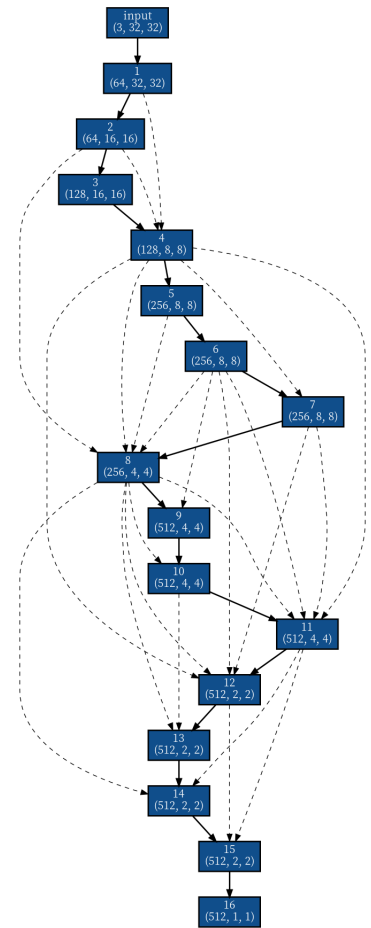 input
(3, 32, 32)
1
(64, 32, 32)
2
(64, 16, 16)
3
(128, 16, 16)
4
(128, 8, 8)
5
(256, 8, 8)
6
(256, 8, 8)
7
(256, 8, 8)
8
(256, 4, 4)
9
(512, 4, 4)
10
(512, 4, 4)
11
(512, 4, 4)
12
(512, 2, 2)
13
(512, 2, 2)
14
(512, 2, 2)
15
(512, 2, 2)
16
(512, 1, 1)